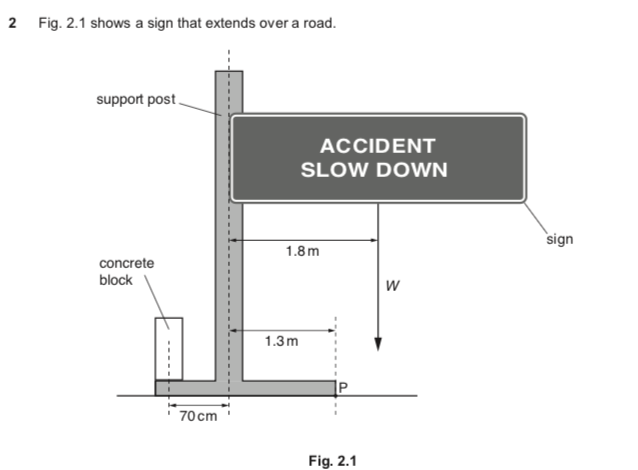 2 Fig. 2.1 shows a sign that extends over a road.
support post
ACCIDENT
SLOW DOWN
sign
1.8 m
concrete
block
W
1.3 m
P
70 cm
Fig. 2.1